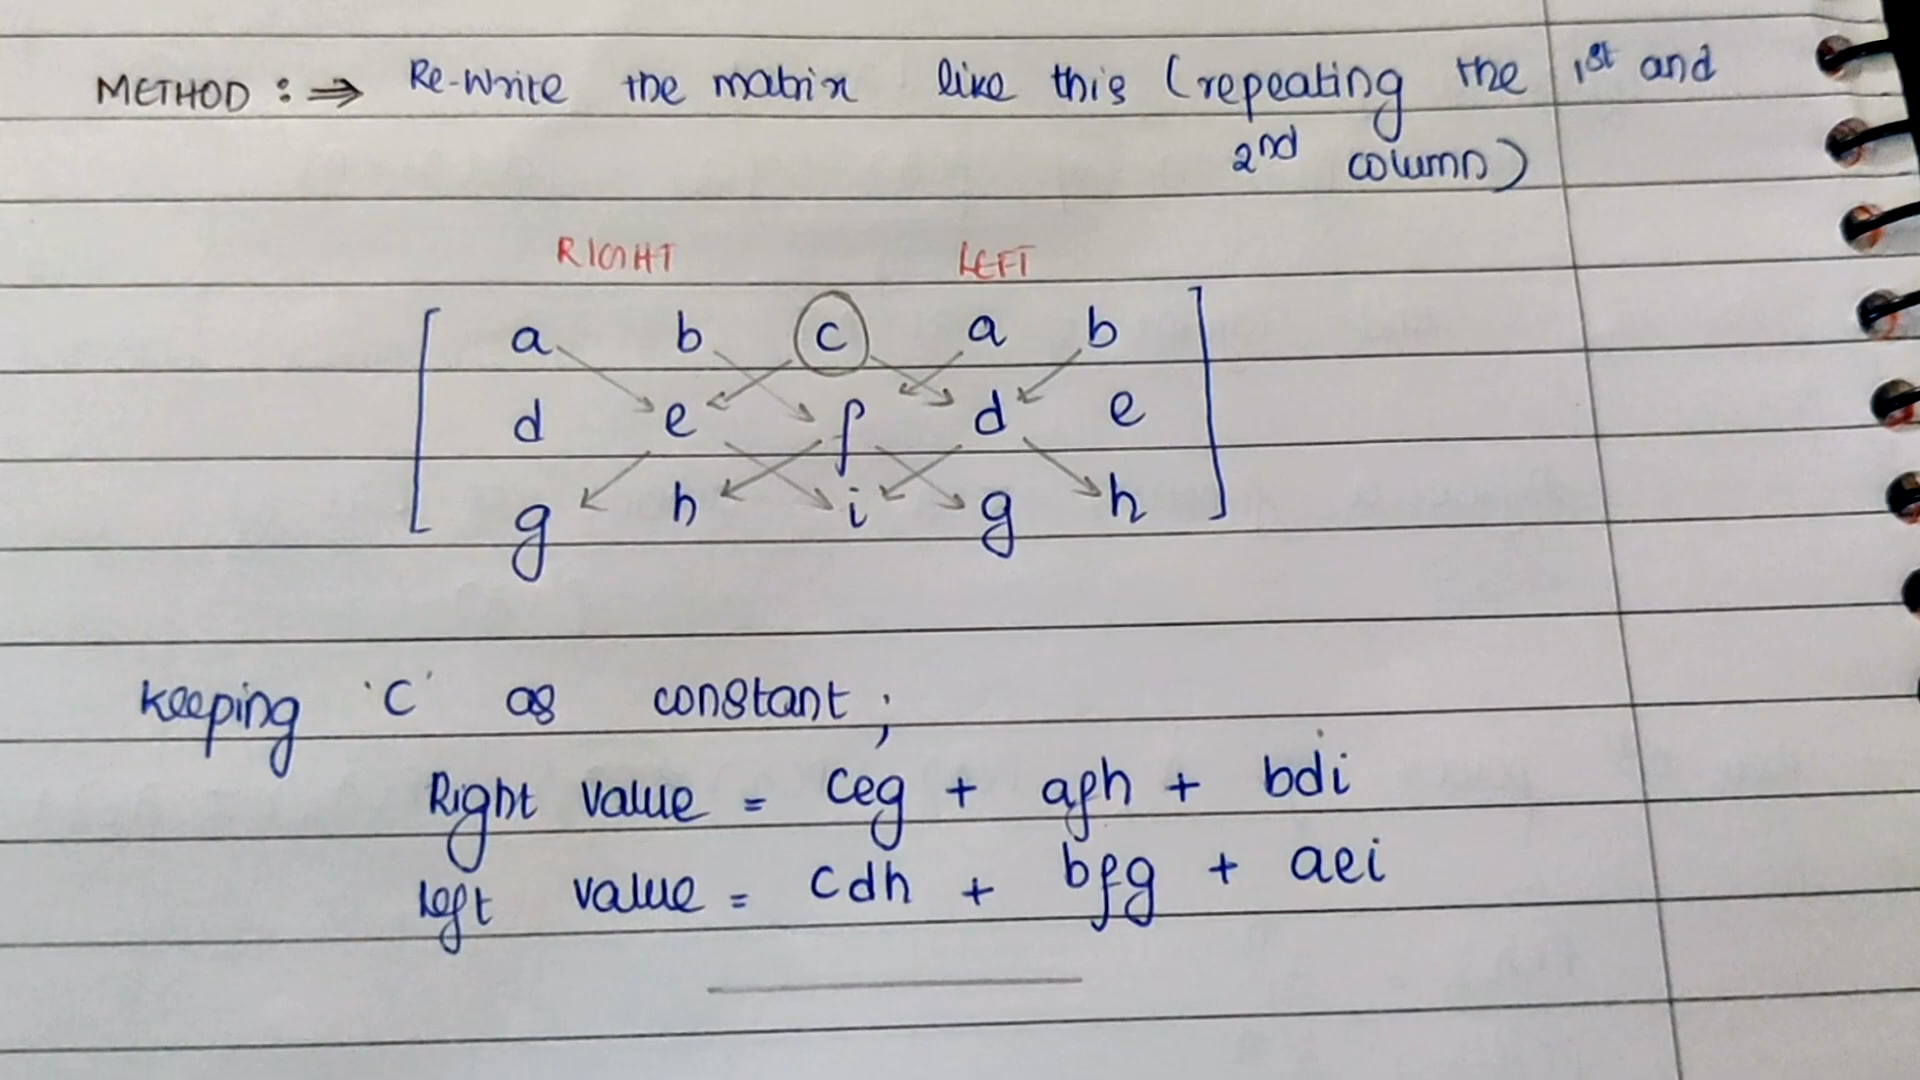 METHOD : ⇒ Re-write the matrix like this (repeating the 1st and
2nd column)
RIGHT LEFT
a b c a b
d e f d e
g h i g h
keeping 'C' as constant ;
Right value = ceg + afh + bdi
left value = cdh + bfg + aei